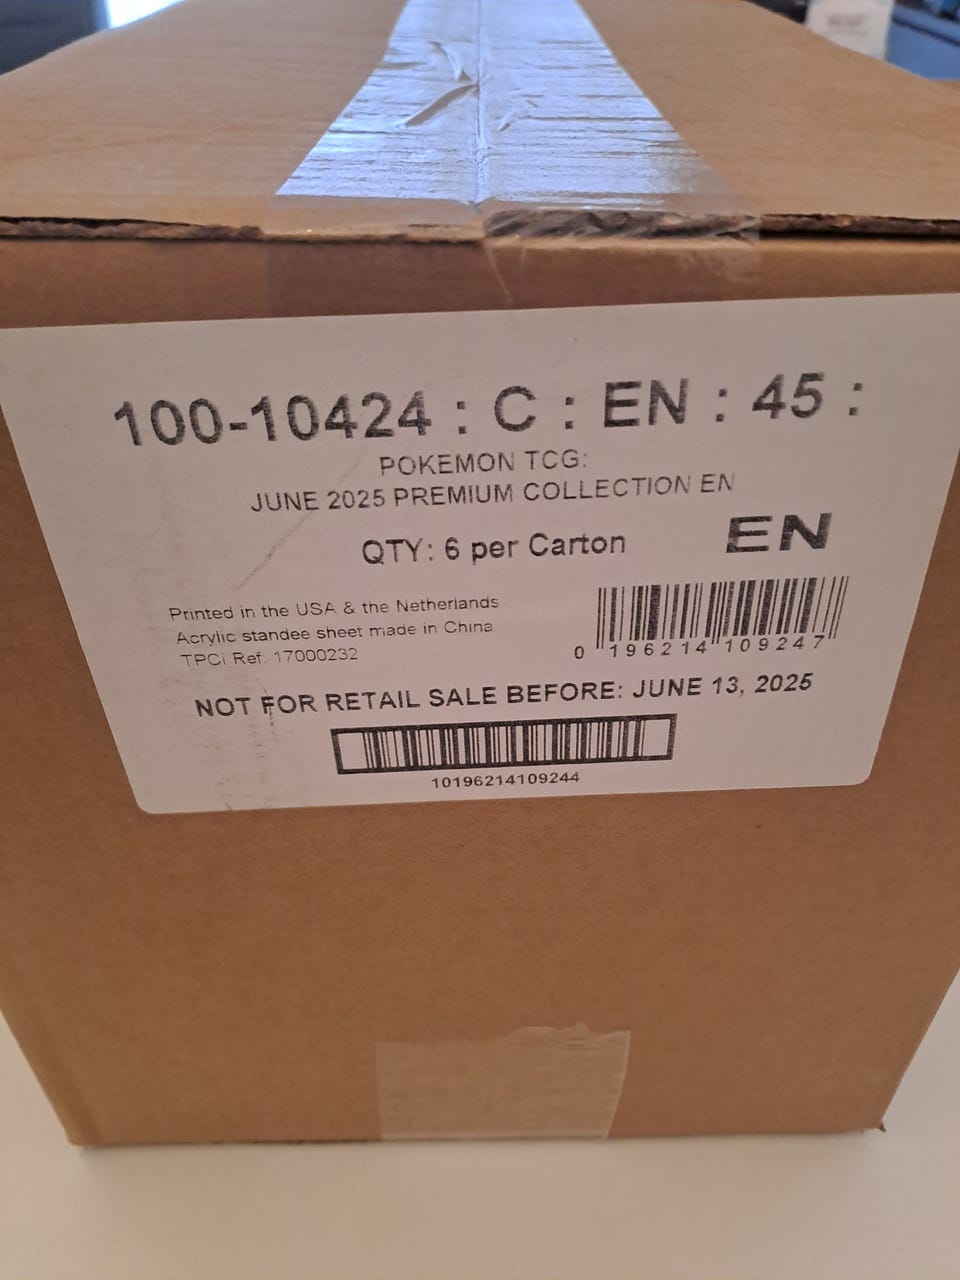 100-10424 : C : EN : 45 :
POKEMON TCG:
JUNE 2025 PREMIUM COLLECTION EN
QTY: 6 per Carton
EN
Printed in the USA & the Netherlands
Acrylic standee sheet made in China
TPCi Ref: 17000232
0 196214 109247
NOT FOR RETAIL SALE BEFORE: JUNE 13, 2025
10196214109244